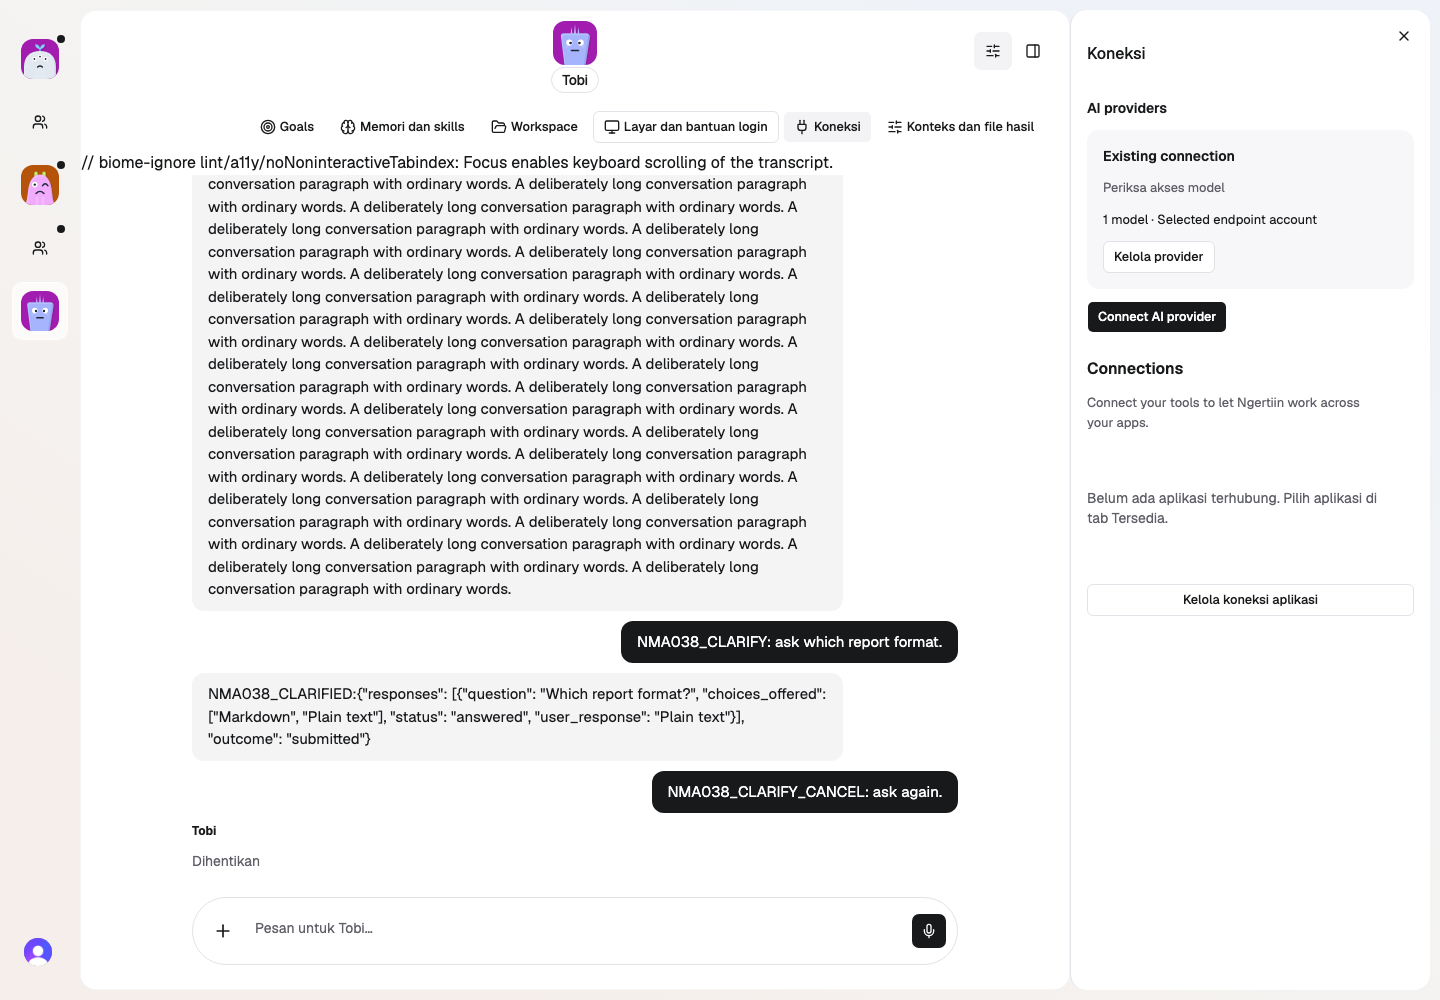 Tobi
Goals
Memori dan skills
Workspace
Layar dan bantuan login
Koneksi
Konteks dan file hasil
// biome-ignore lint/a11y/noNoninteractiveTabindex: Focus enables keyboard scrolling of the transcript.
conversation paragraph with ordinary words. A deliberately long conversation paragraph
with ordinary words. A deliberately long conversation paragraph with ordinary words. A
deliberately long conversation paragraph with ordinary words. A deliberately long
conversation paragraph with ordinary words. A deliberately long conversation paragraph
with ordinary words. A deliberately long conversation paragraph with ordinary words. A
deliberately long conversation paragraph with ordinary words. A deliberately long
conversation paragraph with ordinary words. A deliberately long conversation paragraph
with ordinary words. A deliberately long conversation paragraph with ordinary words. A
deliberately long conversation paragraph with ordinary words. A deliberately long
conversation paragraph with ordinary words. A deliberately long conversation paragraph
with ordinary words. A deliberately long conversation paragraph with ordinary words. A
deliberately long conversation paragraph with ordinary words. A deliberately long
conversation paragraph with ordinary words. A deliberately long conversation paragraph
with ordinary words. A deliberately long conversation paragraph with ordinary words. A
deliberately long conversation paragraph with ordinary words. A deliberately long
conversation paragraph with ordinary words. A deliberately long conversation paragraph
with ordinary words. A deliberately long conversation paragraph with ordinary words. A
deliberately long conversation paragraph with ordinary words. A deliberately long
conversation paragraph with ordinary words.
NMA038_CLARIFY: ask which report format.
NMA038_CLARIFIED:{"responses": [{"question": "Which report format?", "choices_offered":
["Markdown", "Plain text"], "status": "answered", "user_response": "Plain text"}],
"outcome": "submitted"}
NMA038_CLARIFY_CANCEL: ask again.
Tobi
Dihentikan
Pesan untuk Tobi...
Koneksi
AI providers
Existing connection
Periksa akses model
1 model · Selected endpoint account
Kelola provider
Connect AI provider
Connections
Connect your tools to let Ngertiin work across
your apps.
Belum ada aplikasi terhubung. Pilih aplikasi di
tab Tersedia.
Kelola koneksi aplikasi